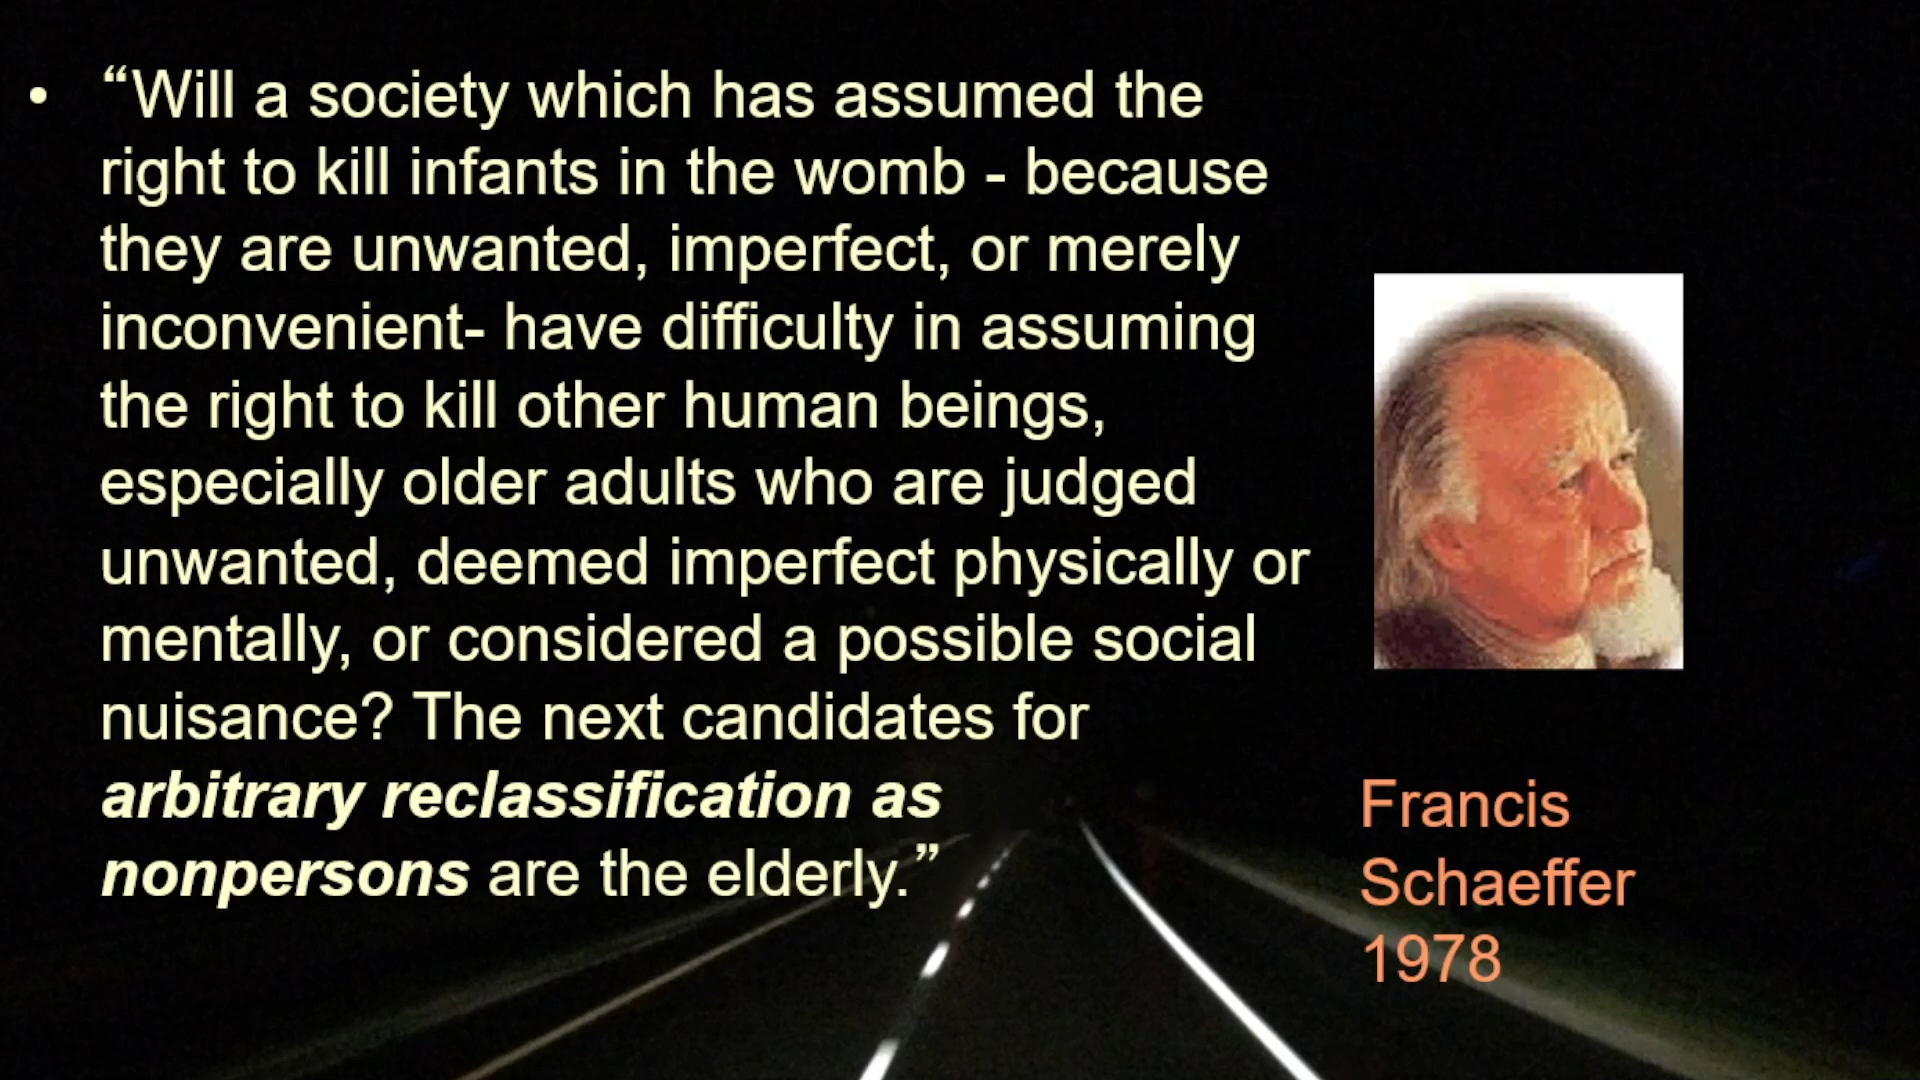 • “Will a society which has assumed the
right to kill infants in the womb - because
they are unwanted, imperfect, or merely
inconvenient- have difficulty in assuming
the right to kill other human beings,
especially older adults who are judged
unwanted, deemed imperfect physically or
mentally, or considered a possible social
nuisance? The next candidates for
arbitrary reclassification as
nonpersons are the elderly.”
Francis
Schaeffer
1978